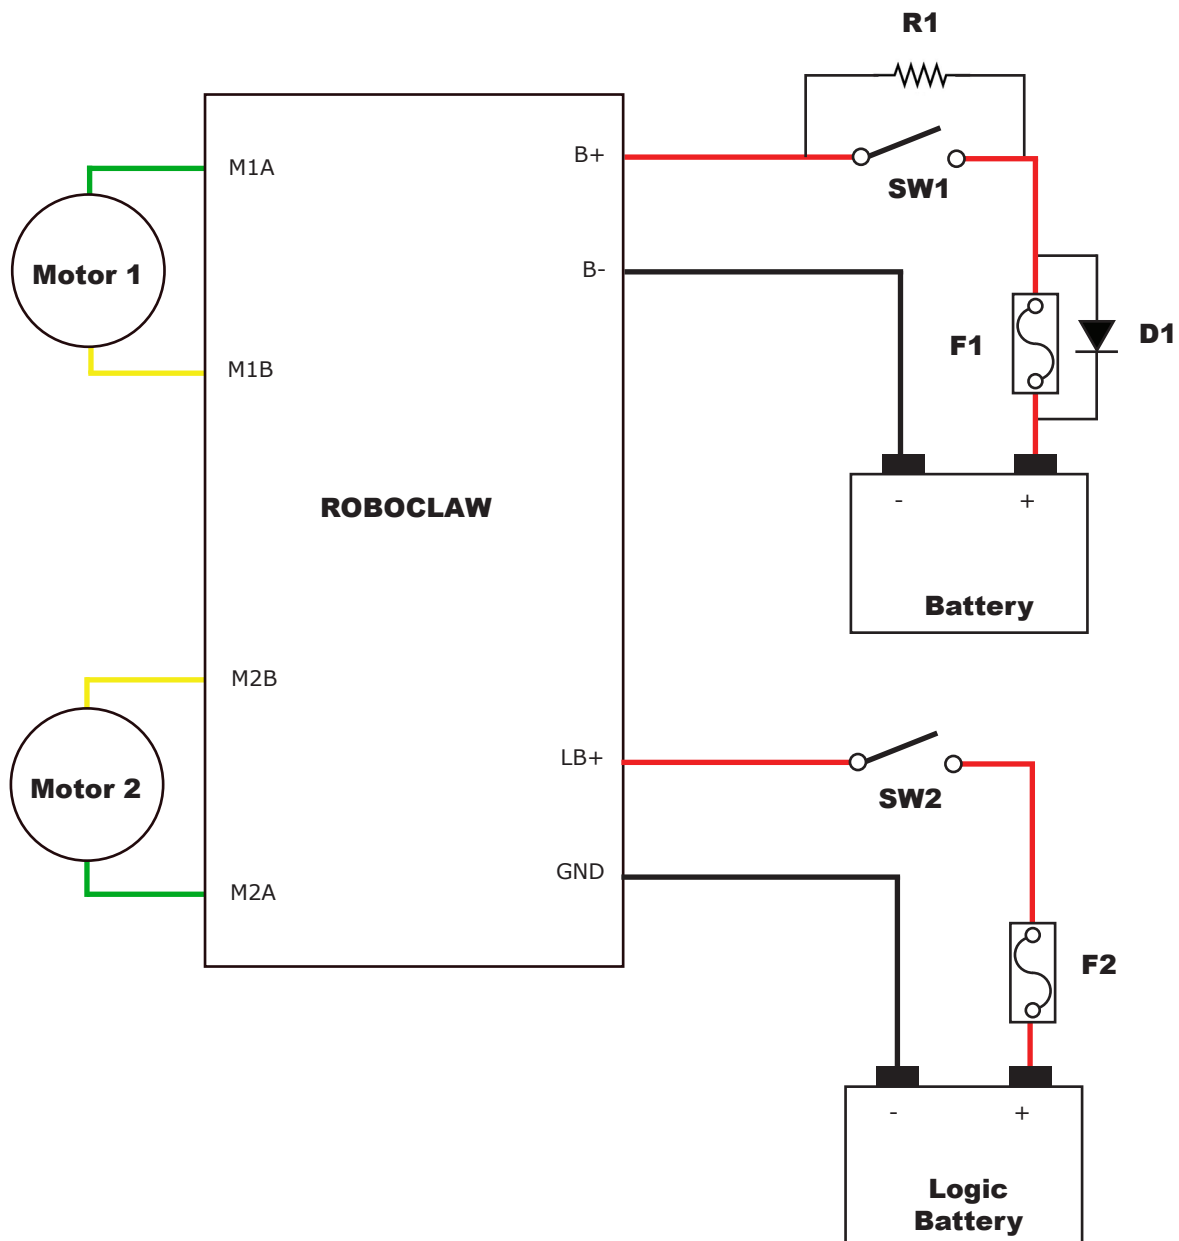 R1
M1A
B+
SW1
Motor 1
B-
F1
D1
M1B
ROBOCLAW
- +
Battery
M2B
LB+
SW2
Motor 2
GND
M2A
F2
- +
Logic
Battery